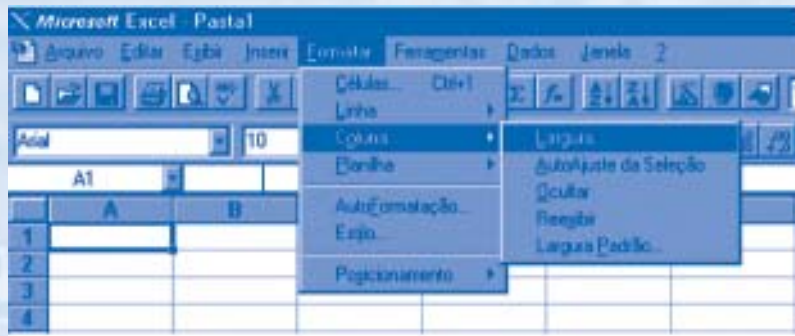 Microsoft Excel - Pasta1
Arquivo Editar Exibir Inserir Formatar Ferramentas Dados Janela ?
Arial 10
A1
A B
1
2
3
4
Células... Ctrl+1
Linha
Coluna
Planilha
AutoFormatação...
Estilo...
Posicionamento
Largura...
AutoAjuste da Seleção
Ocultar
Reexibir
Largura Padrão...